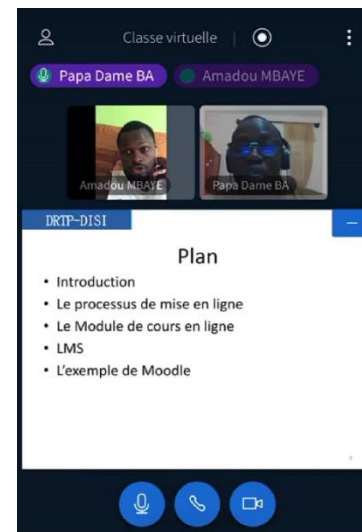 Classe virtuelle
Papa Dame BA
Amadou MBAYE
Amadou MBAYE
Papa Dame BA
DRTP-DISI
Plan
• Introduction
• Le processus de mise en ligne
• Le Module de cours en ligne
• LMS
• L'exemple de Moodle